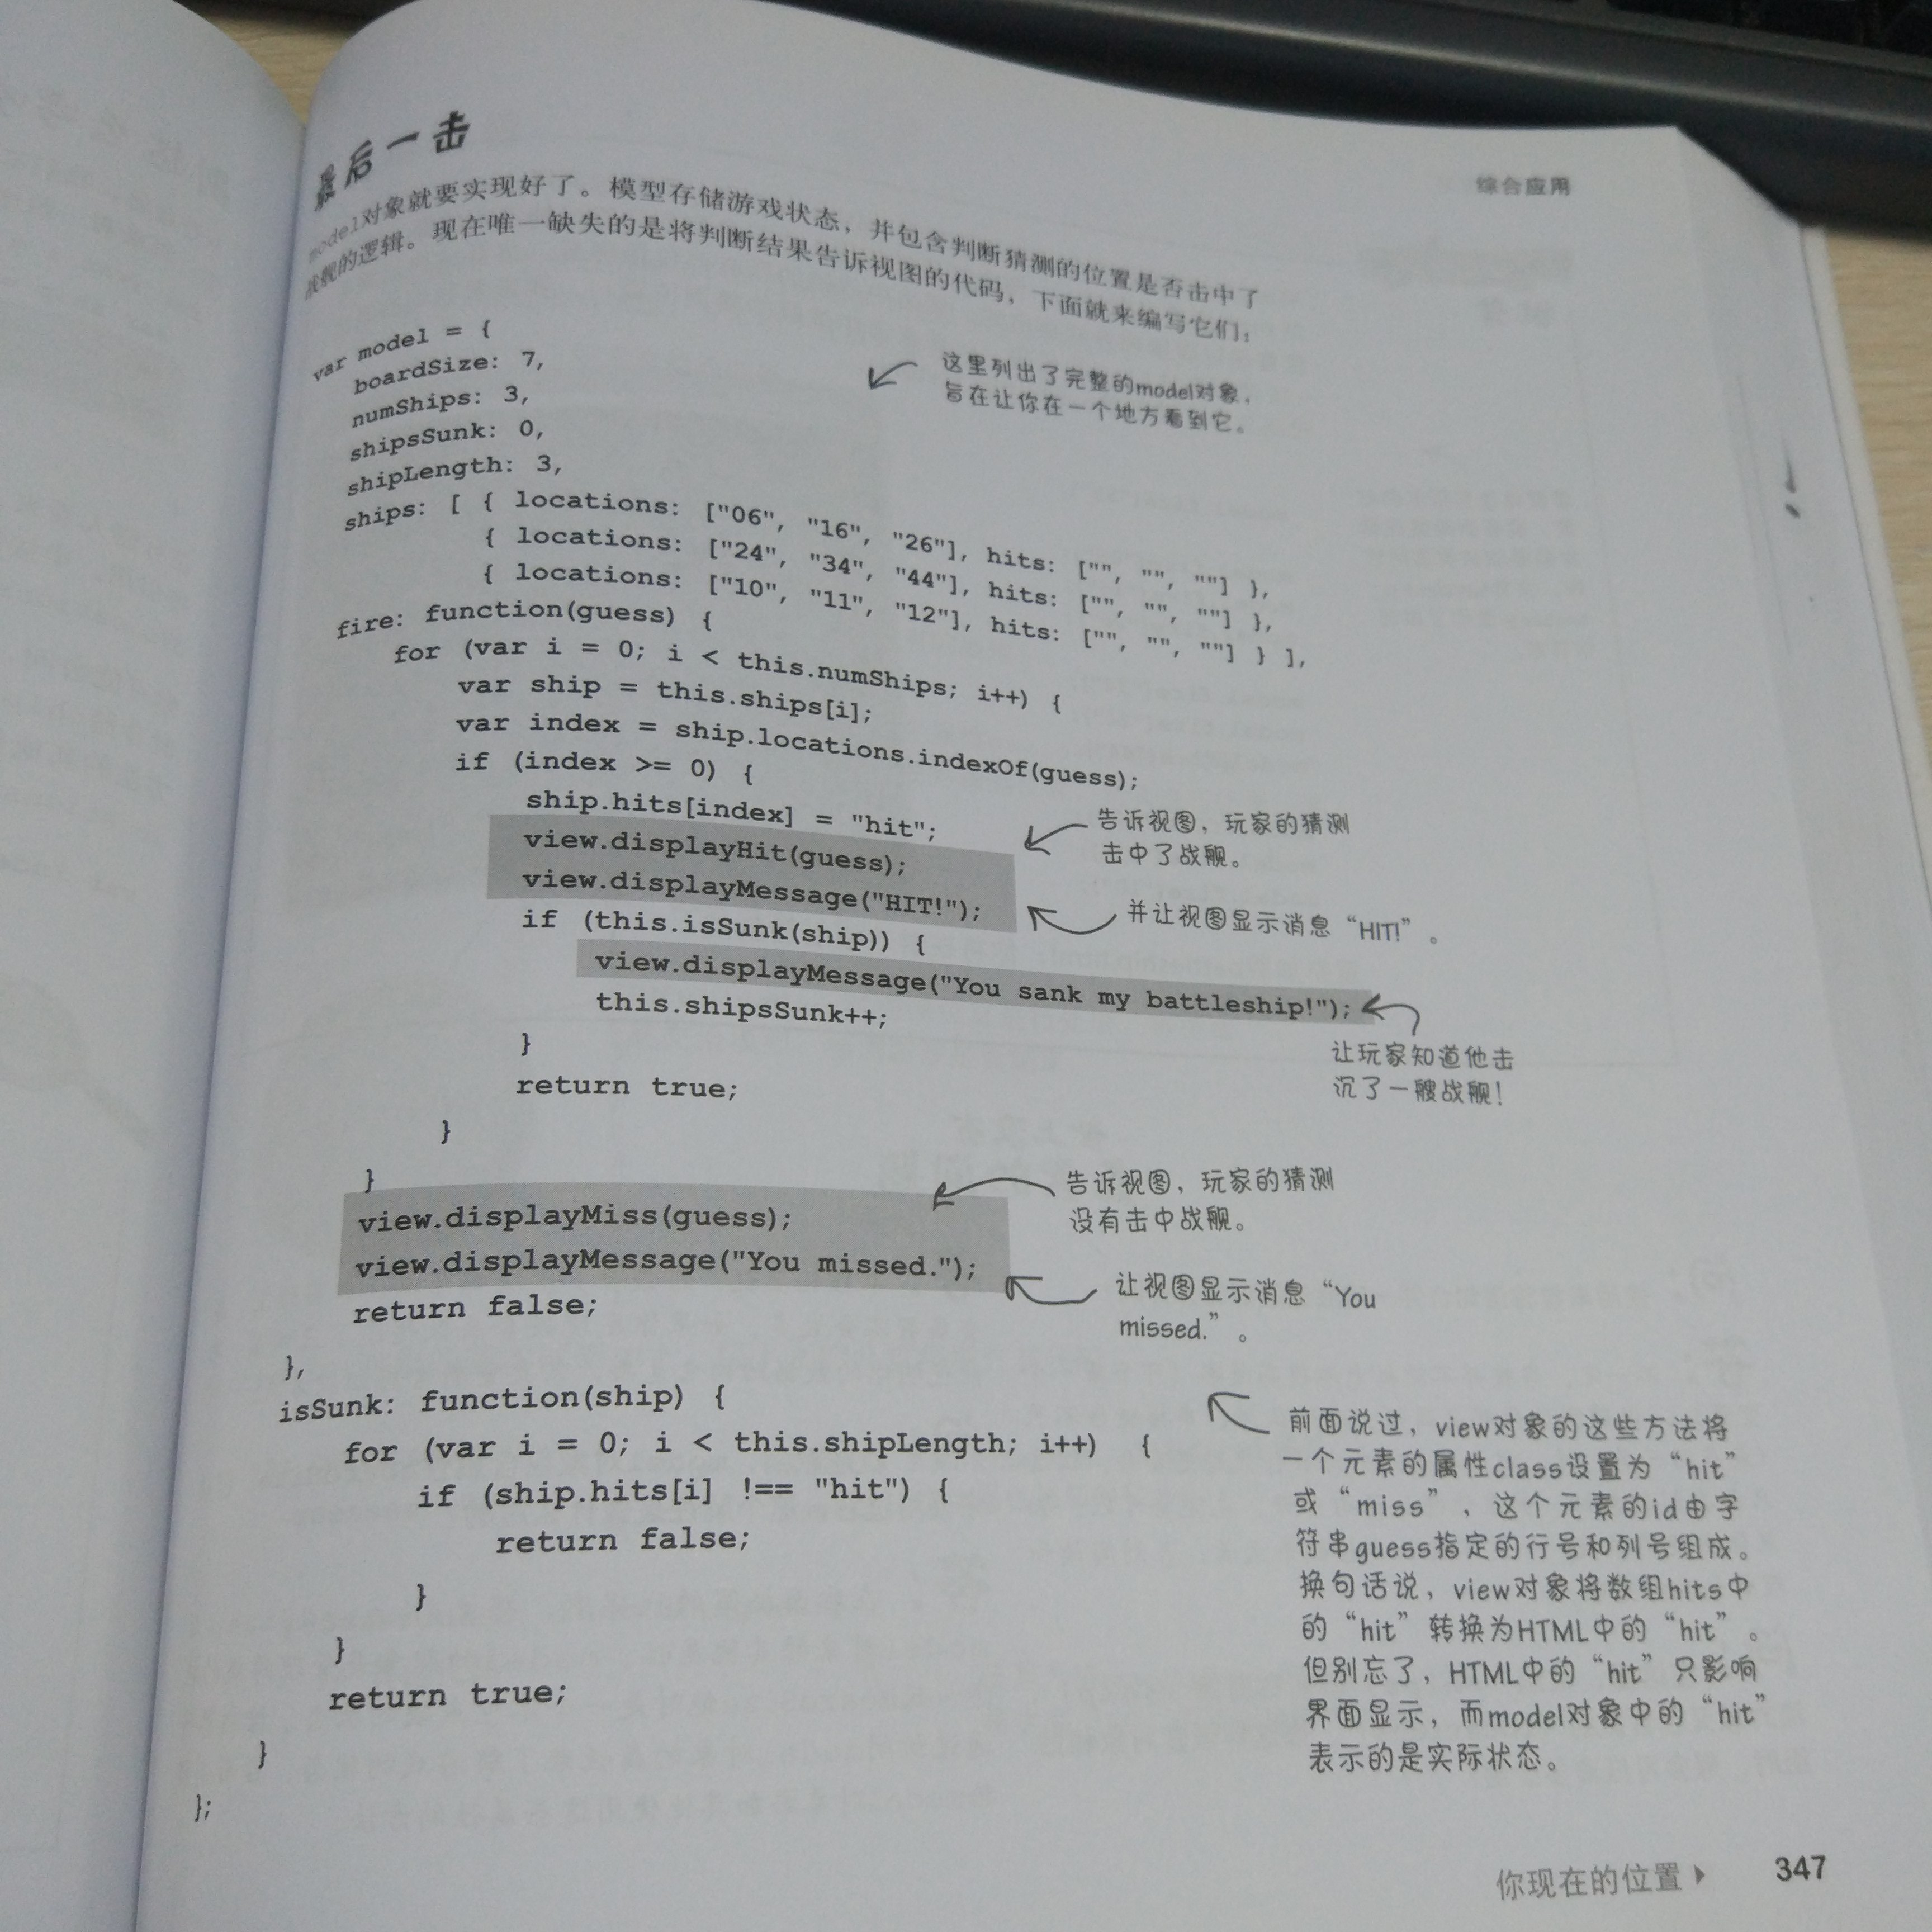 综合应用
最后一击
model对象就要实现好了。模型存储游戏状态，并包含判断猜测的位置是否击中了
战舰的逻辑。现在唯一缺失的是将判断结果告诉视图的代码，下面就来编写它们：
这里列出了完整的model对象，
旨在让你在一个地方看到它。
var model = {
    boardSize: 7,
    numShips: 3,
    shipsSunk: 0,
    shipLength: 3,
    ships: [ { locations: ["06", "16", "26"], hits: ["", "", ""] },
             { locations: ["24", "34", "44"], hits: ["", "", ""] },
             { locations: ["10", "11", "12"], hits: ["", "", ""] } ],
    fire: function(guess) {
        for (var i = 0; i < this.numShips; i++) {
            var ship = this.ships[i];
            var index = ship.locations.indexOf(guess);
            if (index >= 0) {
                ship.hits[index] = "hit";
                view.displayHit(guess);
                view.displayMessage("HIT!");
                if (this.isSunk(ship)) {
                    view.displayMessage("You sank my battleship!");
                    this.shipsSunk++;
                }
                return true;
            }
        }
        view.displayMiss(guess);
        view.displayMessage("You missed.");
        return false;
    },
    isSunk: function(ship) {
        for (var i = 0; i < this.shipLength; i++)  {
            if (ship.hits[i] !== "hit") {
                return false;
            }
        }
        return true;
    }
};
告诉视图，玩家的猜测
击中了战舰。
并让视图显示消息“HIT!”。
让玩家知道他击
沉了一艘战舰！
告诉视图，玩家的猜测
没有击中战舰。
让视图显示消息“You
missed.”。
前面说过，view对象的这些方法将
一个元素的属性class设置为“hit”
或“miss”，这个元素的id由字
符串guess指定的行号和列号组成。
换句话说，view对象将数组hits中
的“hit”转换为HTML中的“hit”。
但别忘了，HTML中的“hit”只影响
界面显示，而model对象中的“hit”
表示的是实际状态。
你现在的位置 347